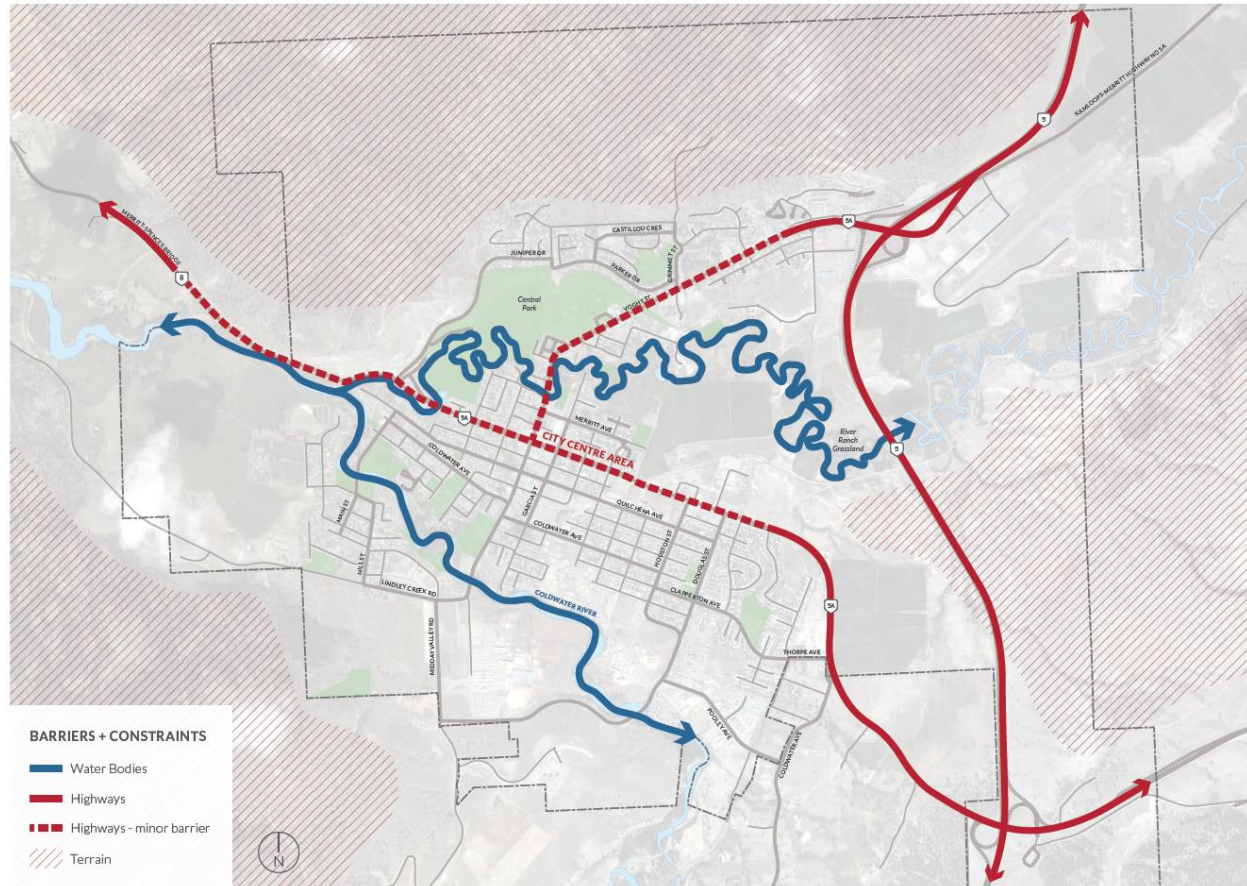 5
KAMLOOPS-MERRITT HIGHWAY NO 5A
5A
MERRITT SPENCES BRIDGE
8
CASTILLOU CRES
JUNIPER DR
PARKER DR
GRIMMET ST
Central
Park
VOGHT ST
5A
MERRITT AVE
CITY CENTRE AREA
River
Ranch
Grassland
5
COLDWATER AVE
GARCIA ST
QUILCHENA AVE
MAIN ST
HILL ST
COLDWATER AVE
HOUSTON ST
DOUGLAS ST
LINDLEY CREEK RD
COLDWATER RIVER
CLAPPERTON AVE
5A
MIDDAY VALLEY RD
THORPE AVE
POOLEY AVE
COLDWATER AVE
BARRIERS + CONSTRAINTS
Water Bodies
Highways
Highways - minor barrier
Terrain
N